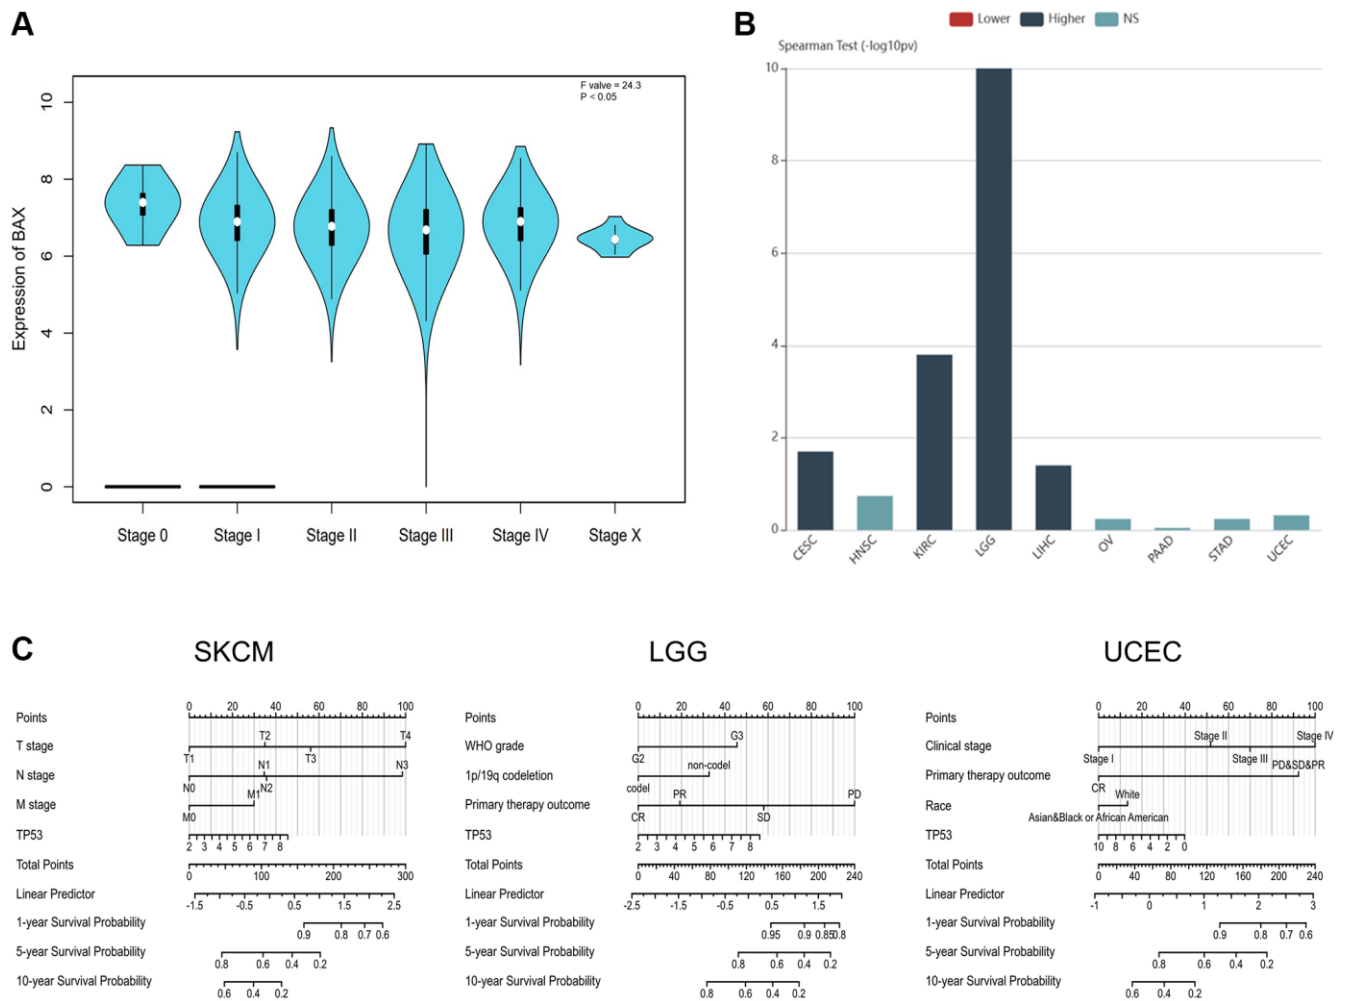 A
F valve = 24.3
P < 0.05
Expression of BAX
10
8
6
4
2
0
Stage 0 Stage I Stage II Stage III Stage IV Stage X
B
Lower Higher NS
Spearman Test (-log10pv)
10
8
6
4
2
0
CESC HNSC KIRC LGG LIHC OV PAAD STAD UCEC
C
SKCM
0 20 40 60 80 100
Points
T2 T4
T stage
T1 T3
N1 N3
N stage
N0 N2
M1
M stage
M0
TP53
2 3 4 5 6 7 8
Total Points
0 100 200 300
Linear Predictor
-1.5 -0.5 0.5 1.5 2.5
1-year Survival Probability
0.9 0.8 0.7 0.6
5-year Survival Probability
0.8 0.6 0.4 0.2
10-year Survival Probability
0.6 0.4 0.2
LGG
0 20 40 60 80 100
Points
G3
WHO grade
G2
non-codel
1p/19q codeletion
codel
PR PD
Primary therapy outcome
CR SD
TP53
2 3 4 5 6 7 8
Total Points
0 40 80 120 160 200 240
Linear Predictor
-2.5 -1.5 -0.5 0.5 1.5
1-year Survival Probability
0.95 0.9 0.85 0.8
5-year Survival Probability
0.8 0.6 0.4 0.2
10-year Survival Probability
0.8 0.6 0.4 0.2
UCEC
0 20 40 60 80 100
Points
Stage II Stage IV
Clinical stage
Stage I Stage III
PD&SD&PR
Primary therapy outcome
CR
White
Race
Asian&Black or African American
TP53
10 8 6 4 2 0
Total Points
0 40 80 120 160 200 240
Linear Predictor
-1 0 1 2 3
1-year Survival Probability
0.9 0.8 0.7 0.6
5-year Survival Probability
0.8 0.6 0.4 0.2
10-year Survival Probability
0.6 0.4 0.2